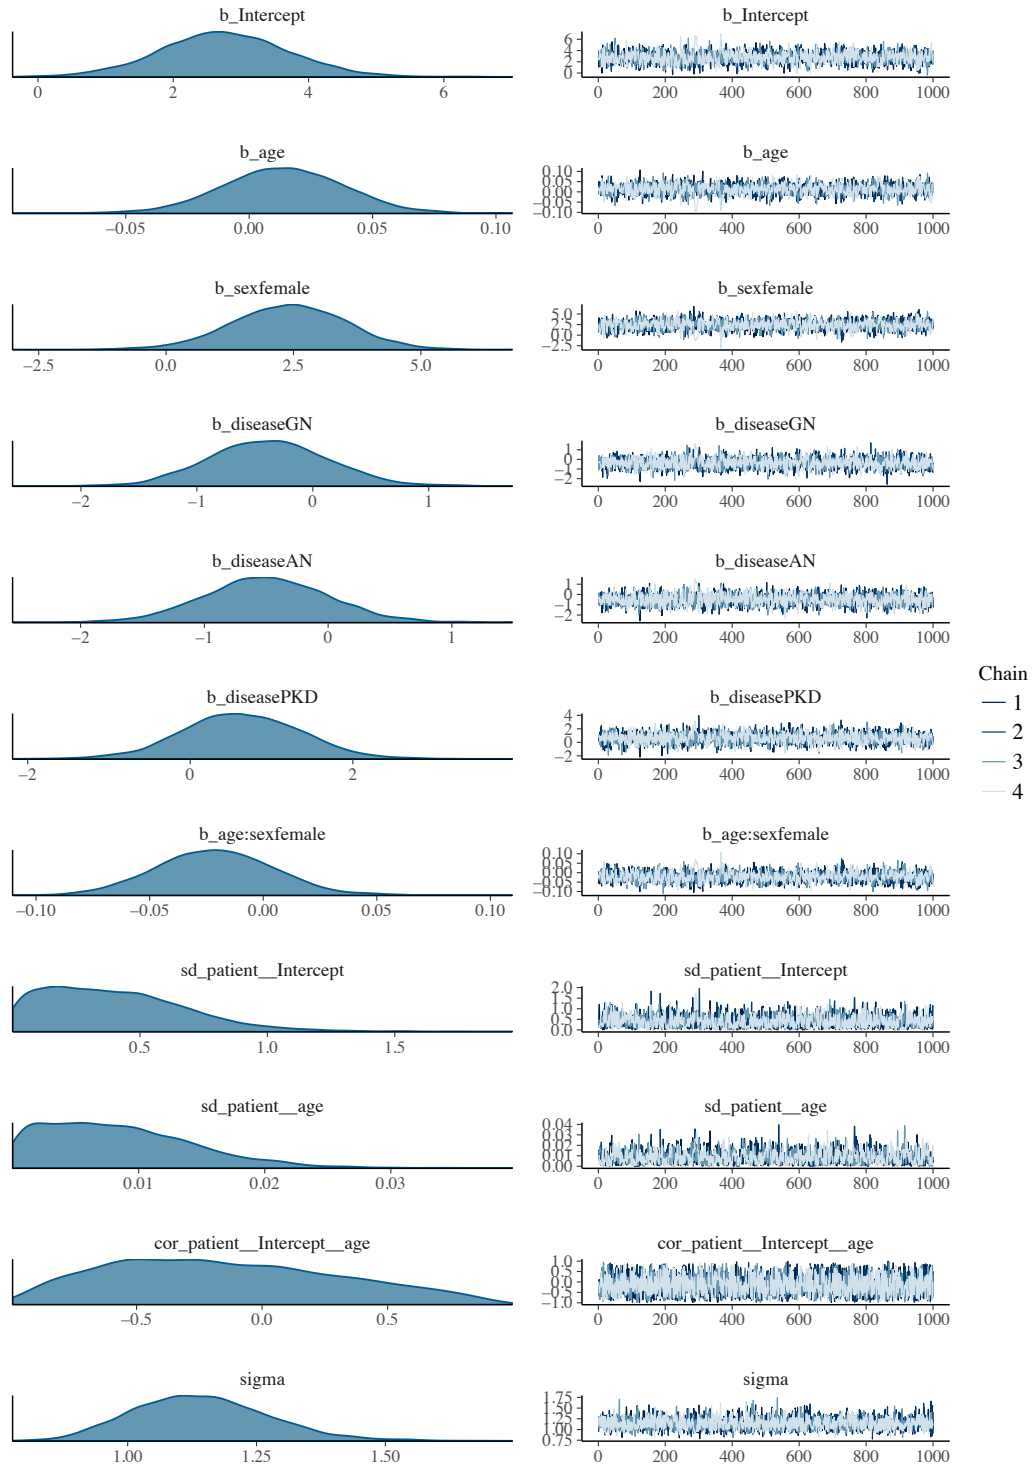 b_Intercept
0 2 4 6
b_Intercept
6
4
2
0
0 200 400 600 800 1000
b_age
−0.05 0.00 0.05 0.10
b_age
0.10
0.05
0.00
−0.05
−0.10
0 200 400 600 800 1000
b_sexfemale
−2.5 0.0 2.5 5.0
b_sexfemale
5.0
2.5
0.0
−2.5
0 200 400 600 800 1000
b_diseaseGN
−2 −1 0 1
b_diseaseGN
1
0
−1
−2
0 200 400 600 800 1000
b_diseaseAN
−2 −1 0 1
b_diseaseAN
1
0
−1
−2
0 200 400 600 800 1000
b_diseasePKD
−2 0 2
b_diseasePKD
4
2
0
−2
0 200 400 600 800 1000
b_age:sexfemale
−0.10 −0.05 0.00 0.05 0.10
b_age:sexfemale
0.10
0.05
0.00
−0.05
−0.10
0 200 400 600 800 1000
sd_patient__Intercept
0.5 1.0 1.5
sd_patient__Intercept
2.0
1.5
1.0
0.5
0.0
0 200 400 600 800 1000
sd_patient__age
0.01 0.02 0.03
sd_patient__age
0.04
0.03
0.02
0.01
0.00
0 200 400 600 800 1000
cor_patient__Intercept__age
−0.5 0.0 0.5
cor_patient__Intercept__age
1.0
0.5
0.0
−0.5
−1.0
0 200 400 600 800 1000
sigma
1.00 1.25 1.50
sigma
1.75
1.50
1.25
1.00
0.75
0 200 400 600 800 1000
Chain
1
2
3
4